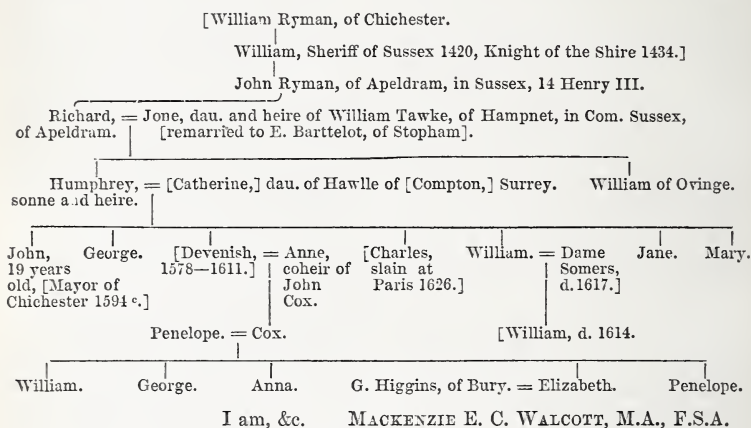 [William Ryman, of Chichester.
William, Sheriff of Sussex 1420, Knight of the Shire 1434.]
John Ryman, of Apeldram, in Sussex, 14 Henry III.
Richard, = Jone, dau. and heire of William Tawke, of Hampnet, in Com. Sussex,
of Apeldram. [remarried to E. Barttelot, of Stopham].
Humphrey, = [Catherine,] dau. of Hawlle of [Compton,] Surrey. William of Ovinge.
sonne and heire.
John, George. [Devenish, = Anne, [Charles, William. = Dame Jane. Mary.
19 years 1578—1611.] coheir of slain at Somers,
old, [Mayor of John Paris 1626.] d.1617.]
Chichester 1594 c.] Cox.
Penelope. = Cox. [William, d. 1614.
William. George. Anna. G. Higgins, of Bury. = Elizabeth. Penelope.
I am, &c. MACKENZIE E. C. WALCOTT, M.A., F.S.A.